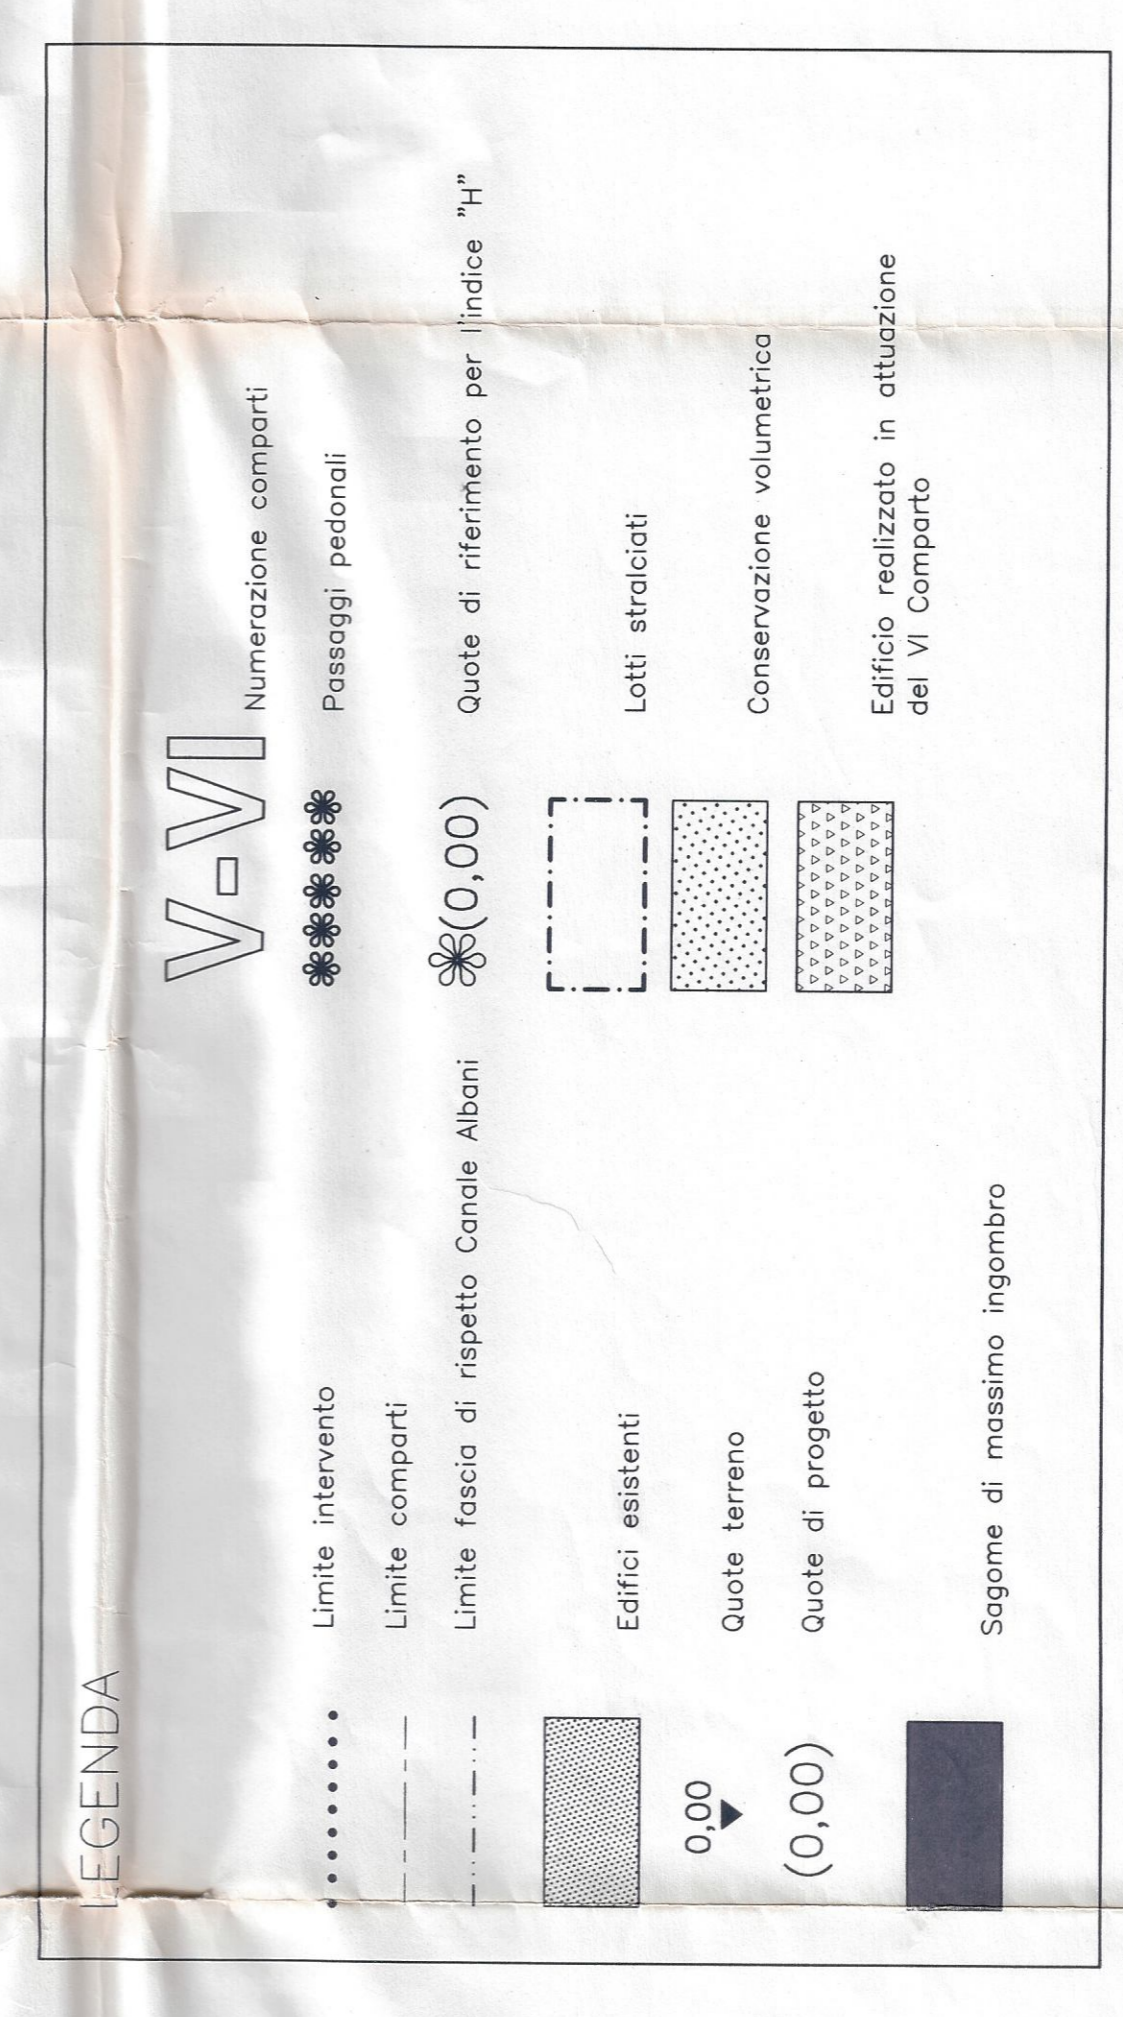 LEGENDA
Limite intervento
Limite comparti
Limite fascia di rispetto Canale Albani
Edifici esistenti
0,00
Quote terreno
(0,00)
Quote di progetto
Sagome di massimo ingombro
V-VI
Numerazione comparti
Passaggi pedonali
(0,00)
Quote di riferimento per l'indice "H"
Lotti stralciati
Conservazione volumetrica
Edificio realizzato in attuazione
del VI Comparto